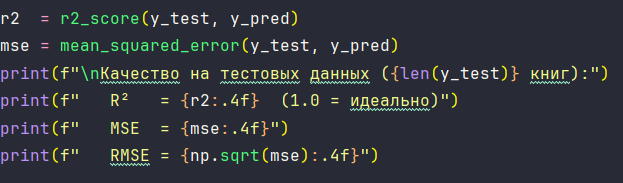 r2  = r2_score(y_test, y_pred)
mse = mean_squared_error(y_test, y_pred)
print(f"\nКачество на тестовых данных ({len(y_test)} книг):")
print(f"   R²   = {r2:.4f}  (1.0 = идеально)")
print(f"   MSE  = {mse:.4f}")
print(f"   RMSE = {np.sqrt(mse):.4f}")